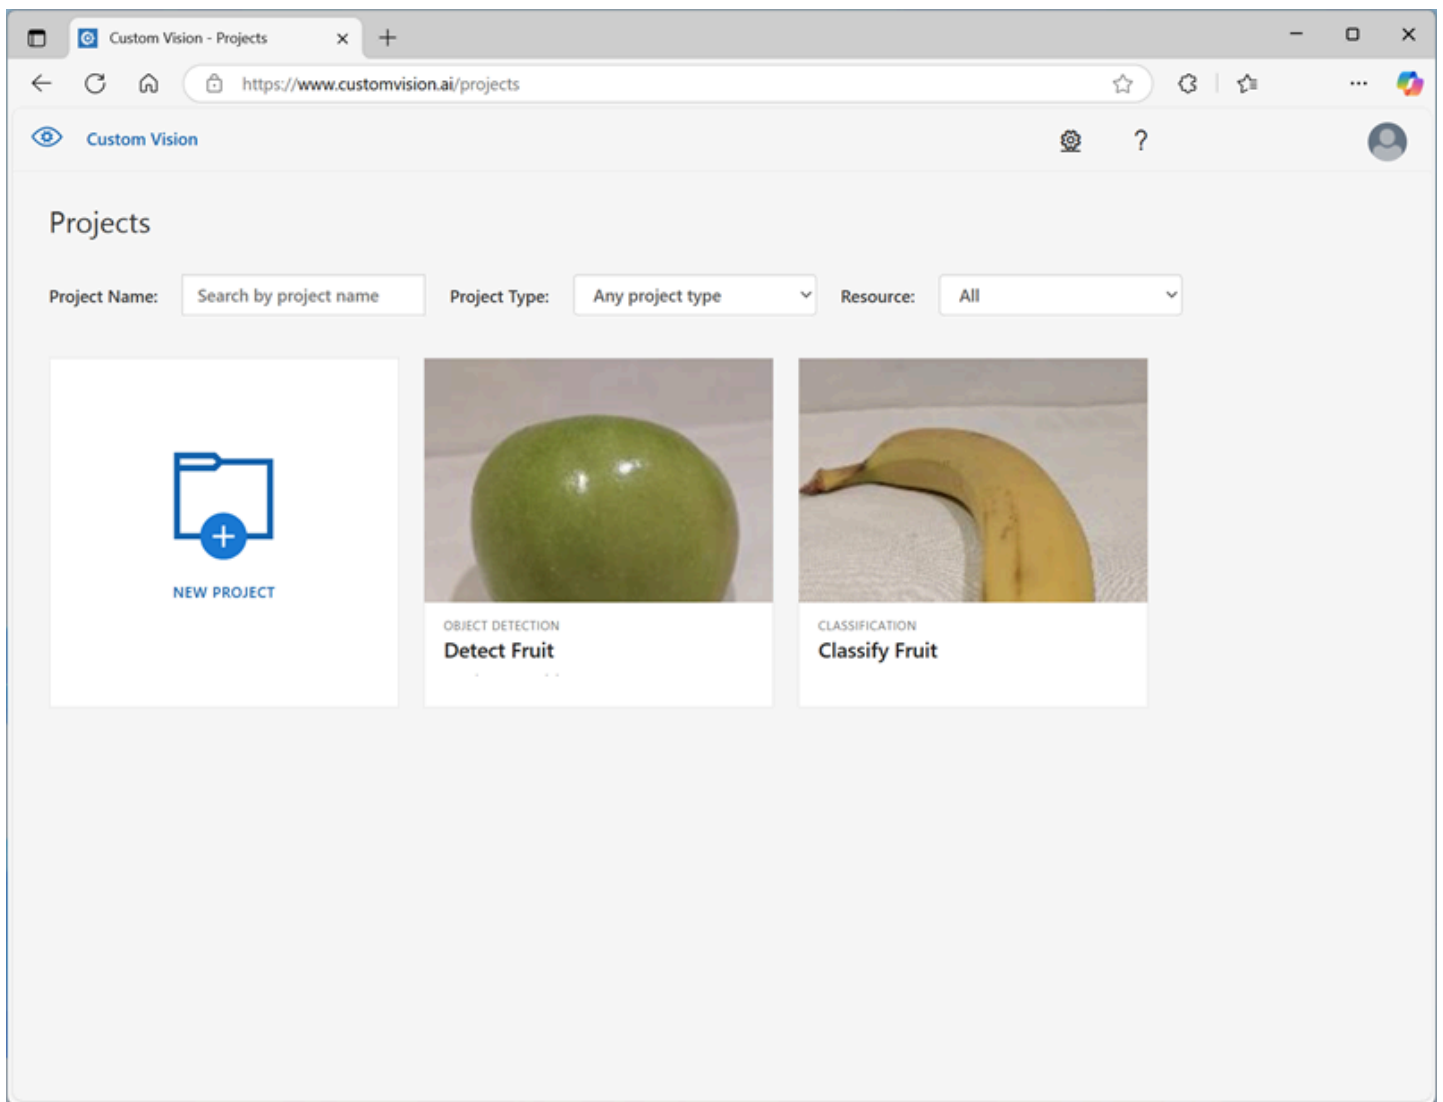 Custom Vision - Projects
https://www.customvision.ai/projects
Custom Vision
?
Projects
Project Name: Search by project name Project Type: Any project type Resource: All
NEW PROJECT
OBJECT DETECTION
Detect Fruit
CLASSIFICATION
Classify Fruit